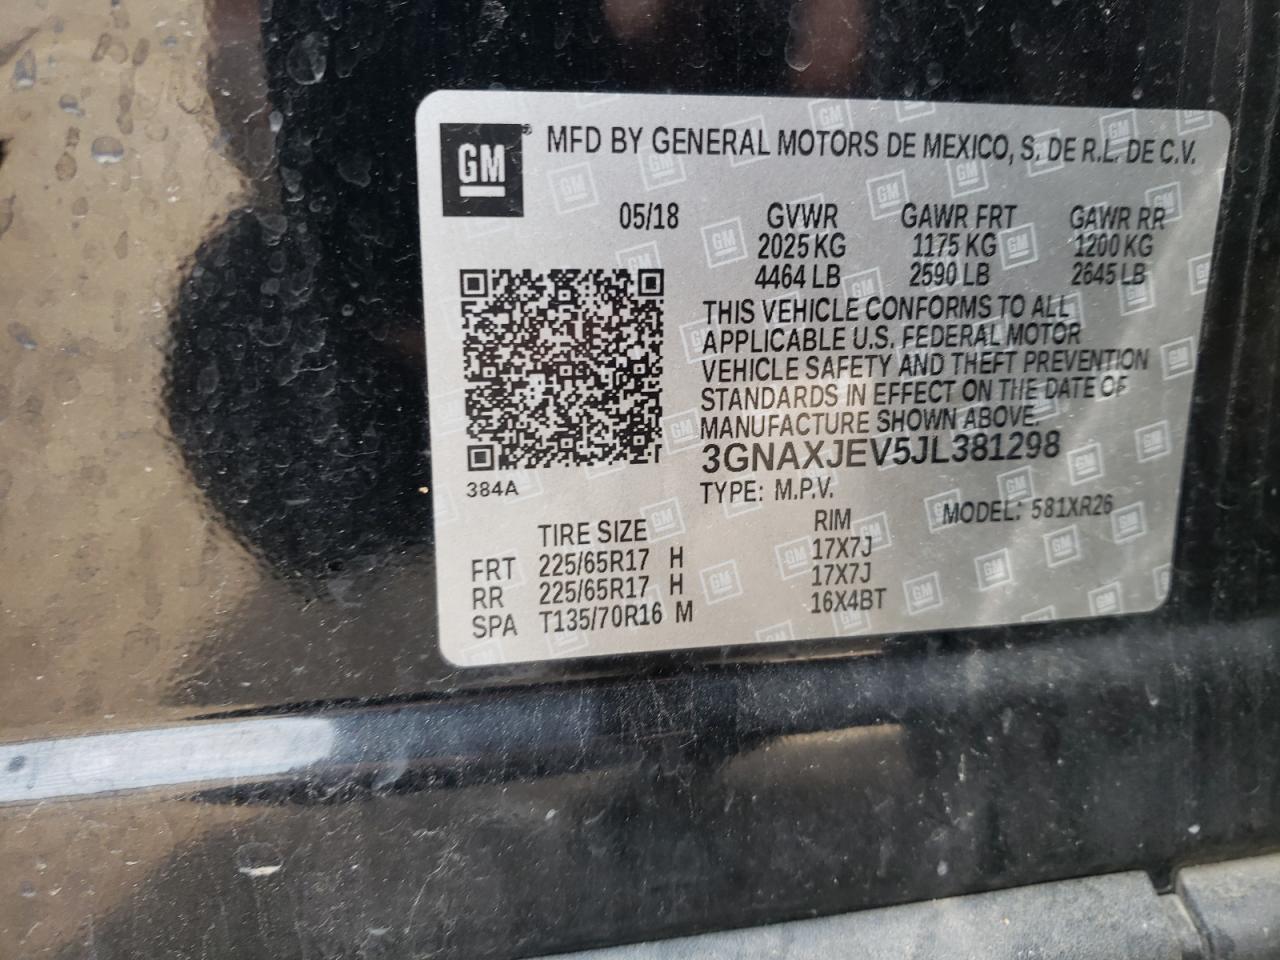 GM
MFD BY GENERAL MOTORS DE MEXICO, S. DE R.L. DE C.V.
05/18 GVWR GAWR FRT GAWR RR
2025 KG 1175 KG 1200 KG
4464 LB 2590 LB 2645 LB
THIS VEHICLE CONFORMS TO ALL
APPLICABLE U.S. FEDERAL MOTOR
VEHICLE SAFETY AND THEFT PREVENTION
STANDARDS IN EFFECT ON THE DATE OF
MANUFACTURE SHOWN ABOVE.
3GNAXJEV5JL381298
384A
TYPE: M.P.V. MODEL: 581XR26
TIRE SIZE RIM
FRT 225/65R17 H 17X7J
RR 225/65R17 H 17X7J
SPA T135/70R16 M 16X4BT